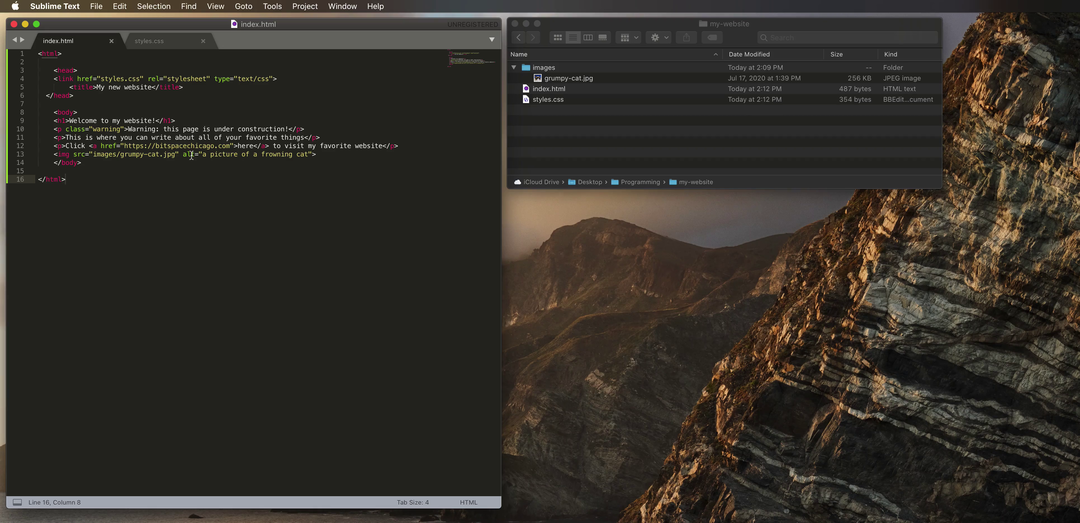 Sublime Text File Edit Selection Find View Goto Tools Project Window Help
index.html
UNREGISTERED
index.html styles.css
1 <html>
2
3 <head>
4 <link href="styles.css" rel="stylesheet" type="text/css">
5 <title>My new website</title>
6 </head>
7
8 <body>
9 <h1>Welcome to my website!</h1>
10 <p class="warning">Warning: this page is under construction!</p>
11 <p>This is where you can write about all of your favorite things</p>
12 <p>Click <a href="https://bitspacechicago.com">here</a> to visit my favorite website</p>
13 <img src="images/grumpy-cat.jpg" alt="a picture of a frowning cat">
14 </body>
15
16 </html>
Line 16, Column 8 Tab Size: 4 HTML
my-website
Search
Name Date Modified Size Kind
images Today at 2:09 PM -- Folder
grumpy-cat.jpg Jul 17, 2020 at 1:39 PM 256 KB JPEG image
index.html Today at 2:12 PM 487 bytes HTML text
styles.css Today at 2:12 PM 354 bytes BBEdit...cument
iCloud Drive › Desktop › Programming › my-website